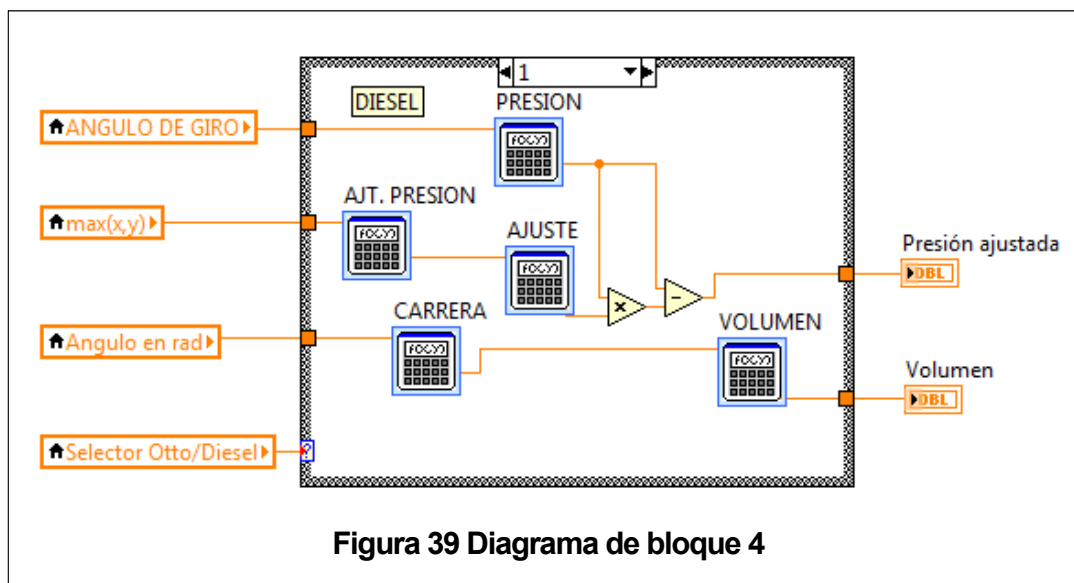 1
DIESEL
PRESION
ANGULO DE GIRO
AJT. PRESION
max(x,y)
AJUSTE
Presión ajustada
DBL
CARRERA
VOLUMEN
Angulo en rad
Volumen
DBL
Selector Otto/Diesel
?
x
-
f(x,y)
f(x,y)
f(x,y)
f(x,y)
f(x,y)
Figura 39 Diagrama de bloque 4